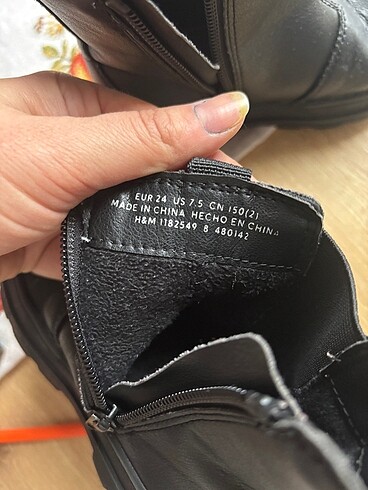 EUR 24 US 7.5 CN 150(2)
MADE IN CHINA HECHO EN CHINA
H&M 1182549 8 480142